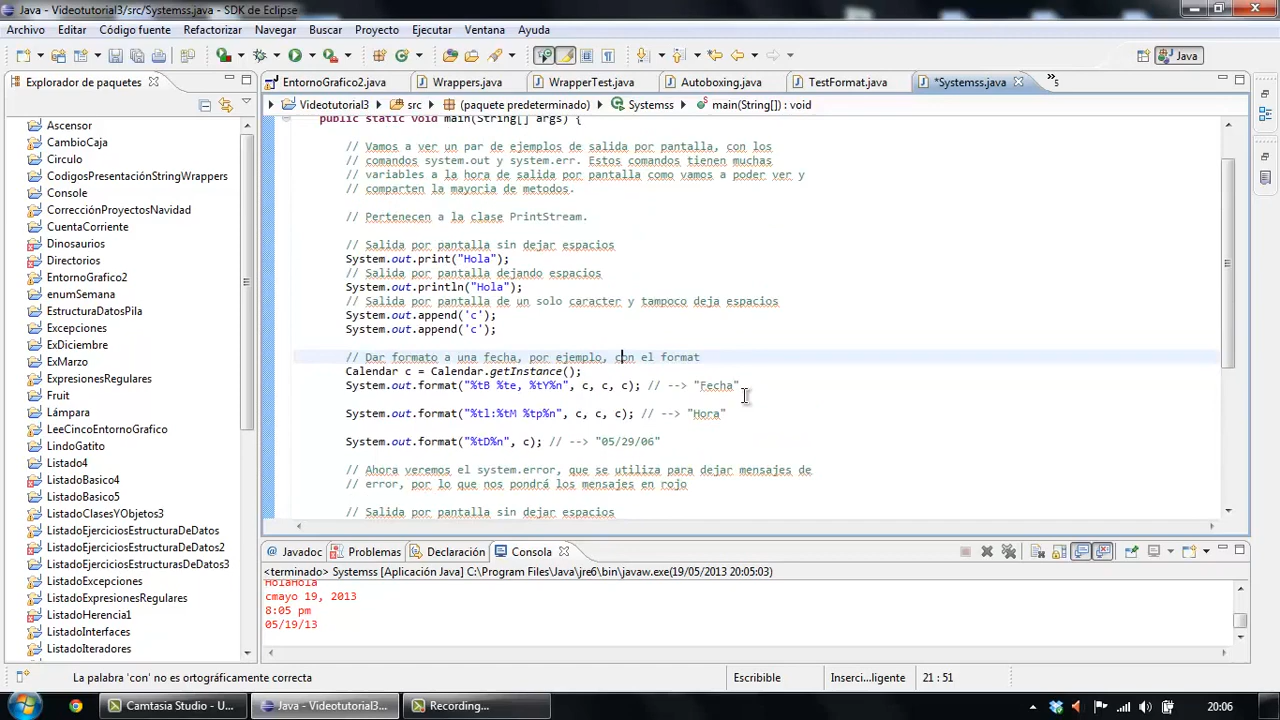 Java - Videotutorial3/src/Systemss.java - SDK de Eclipse
Archivo Editar Código fuente Refactorizar Navegar Buscar Proyecto Ejecutar Ventana Ayuda
Java
Explorador de paquetes
EntornoGrafico2.java Wrappers.java WrapperTest.java Autoboxing.java TestFormat.java *Systemss.java »5
Videotutorial3 src (paquete predeterminado) Systemss main(String[]) : void
Ascensor
CambioCaja
Circulo
CodigosPresentaciónStringWrappers
Console
CorrecciónProyectosNavidad
CuentaCorriente
Dinosaurios
Directorios
EntornoGrafico2
enumSemana
EstructuraDatosPila
Excepciones
ExDiciembre
ExMarzo
ExpresionesRegulares
Fruit
Lámpara
LeeCincoEntornoGrafico
LindoGatito
Listado4
ListadoBasico4
ListadoBasico5
ListadoClasesYObjetos3
ListadoEjerciciosEstructuraDeDatos
ListadoEjerciciosEstructuraDeDatos2
ListadoEjerciciosEstructurasDeDatos3
ListadoExcepciones
ListadoExpresionesRegulares
ListadoHerencia1
ListadoInterfaces
ListadoIteradores
public static void main(String[] args) {
// Vamos a ver un par de ejemplos de salida por pantalla, con los
// comandos system.out y system.err. Estos comandos tienen muchas
// variables a la hora de salida por pantalla como vamos a poder ver y
// comparten la mayoria de metodos.
// Pertenecen a la clase PrintStream.
// Salida por pantalla sin dejar espacios
System.out.print("Hola");
// Salida por pantalla dejando espacios
System.out.println("Hola");
// Salida por pantalla de un solo caracter y tampoco deja espacios
System.out.append('c');
System.out.append('c');
// Dar formato a una fecha, por ejemplo, con el format
Calendar c = Calendar.getInstance();
System.out.format("%tB %te, %tY%n", c, c, c); // --> "Fecha"
System.out.format("%tl:%tM %tp%n", c, c, c); // --> "Hora"
System.out.format("%tD%n", c); // --> "05/29/06"
// Ahora veremos el system.error, que se utiliza para dejar mensajes de
// error, por lo que nos pondrá los mensajes en rojo
// Salida por pantalla sin dejar espacios
Javadoc Problemas Declaración Consola
<terminado> Systemss [Aplicación Java] C:\Program Files\Java\jre6\bin\javaw.exe(19/05/2013 20:05:03)
HolaHola
cmayo 19, 2013
8:05 pm
05/19/13
La palabra 'con' no es ortográficamente correcta Escribible Inserci...ligente 21 : 51
Camtasia Studio - U... Java - Videotutorial3... Recording... 20:06